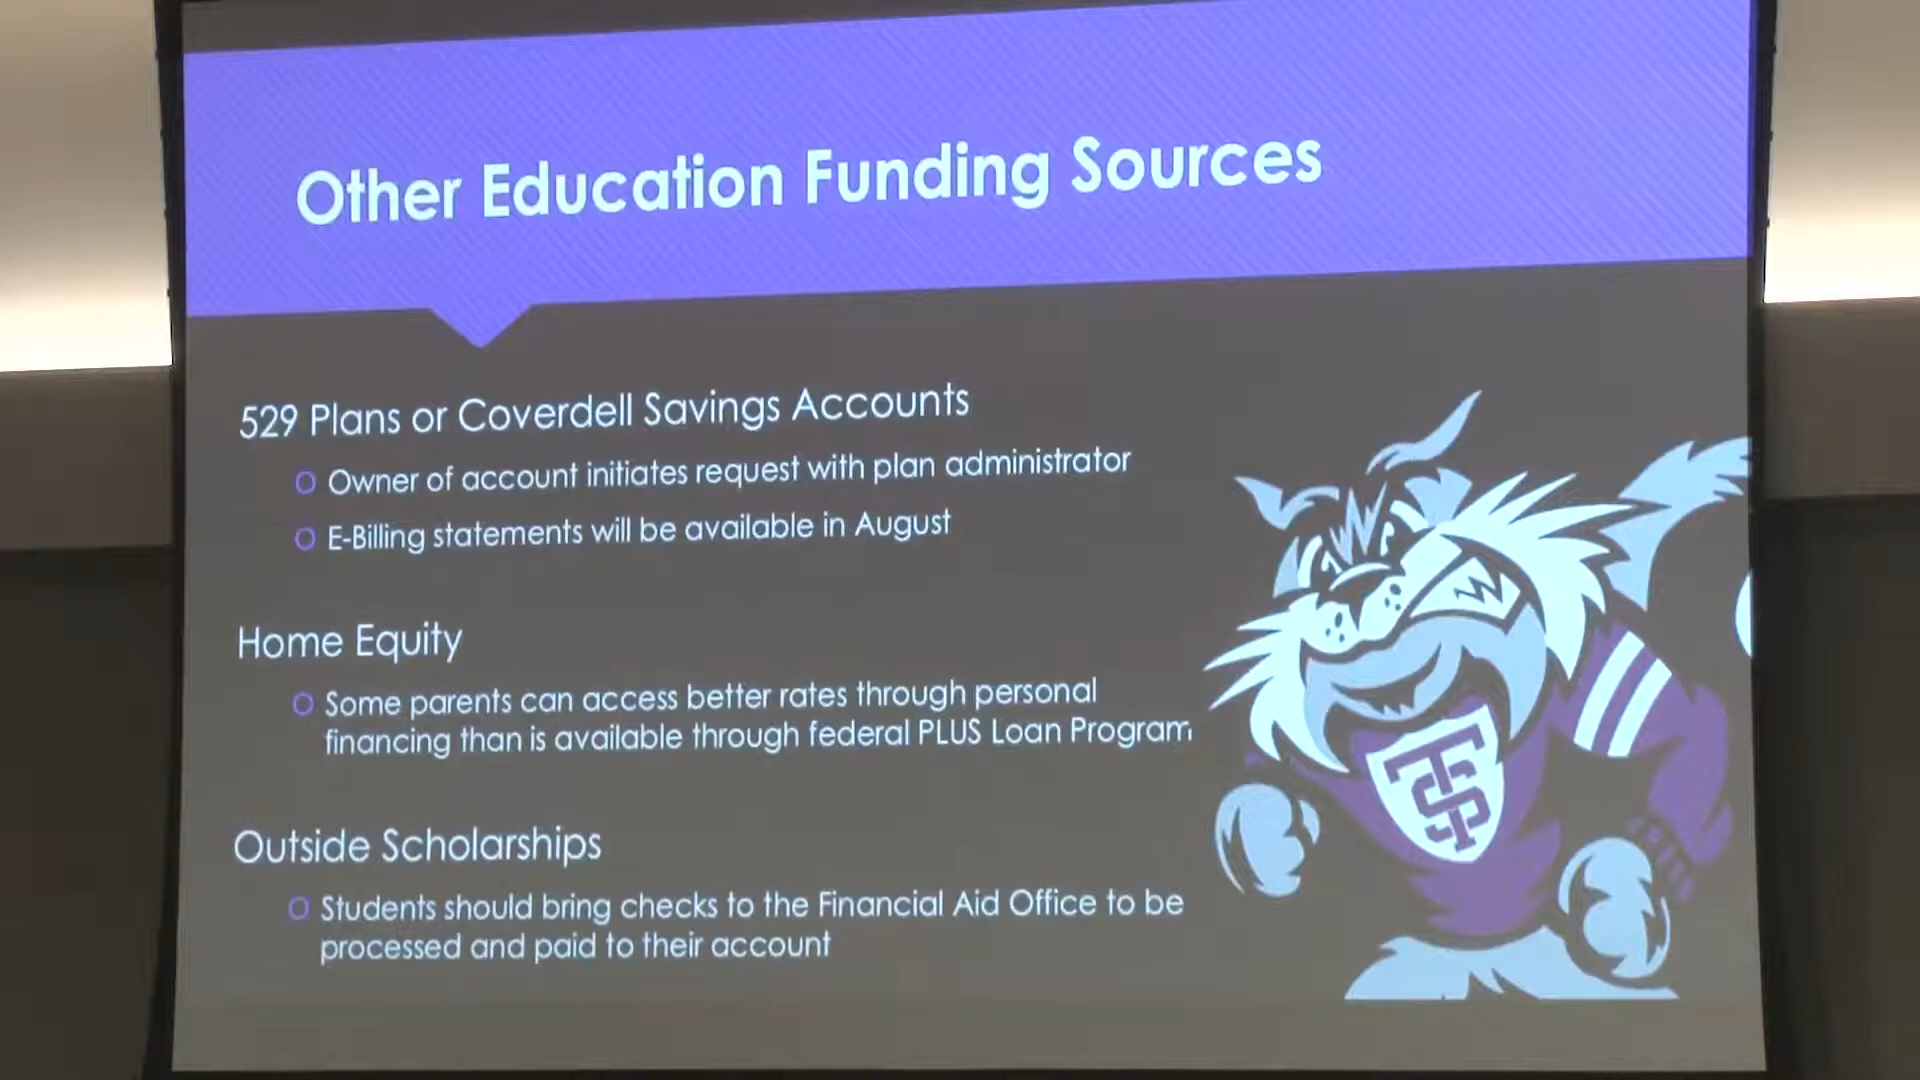 Other Education Funding Sources
529 Plans or Coverdell Savings Accounts
Owner of account initiates request with plan administrator
E-Billing statements will be available in August
Home Equity
Some parents can access better rates through personal
financing than is available through federal PLUS Loan Program
Outside Scholarships
Students should bring checks to the Financial Aid Office to be
processed and paid to their account
TS